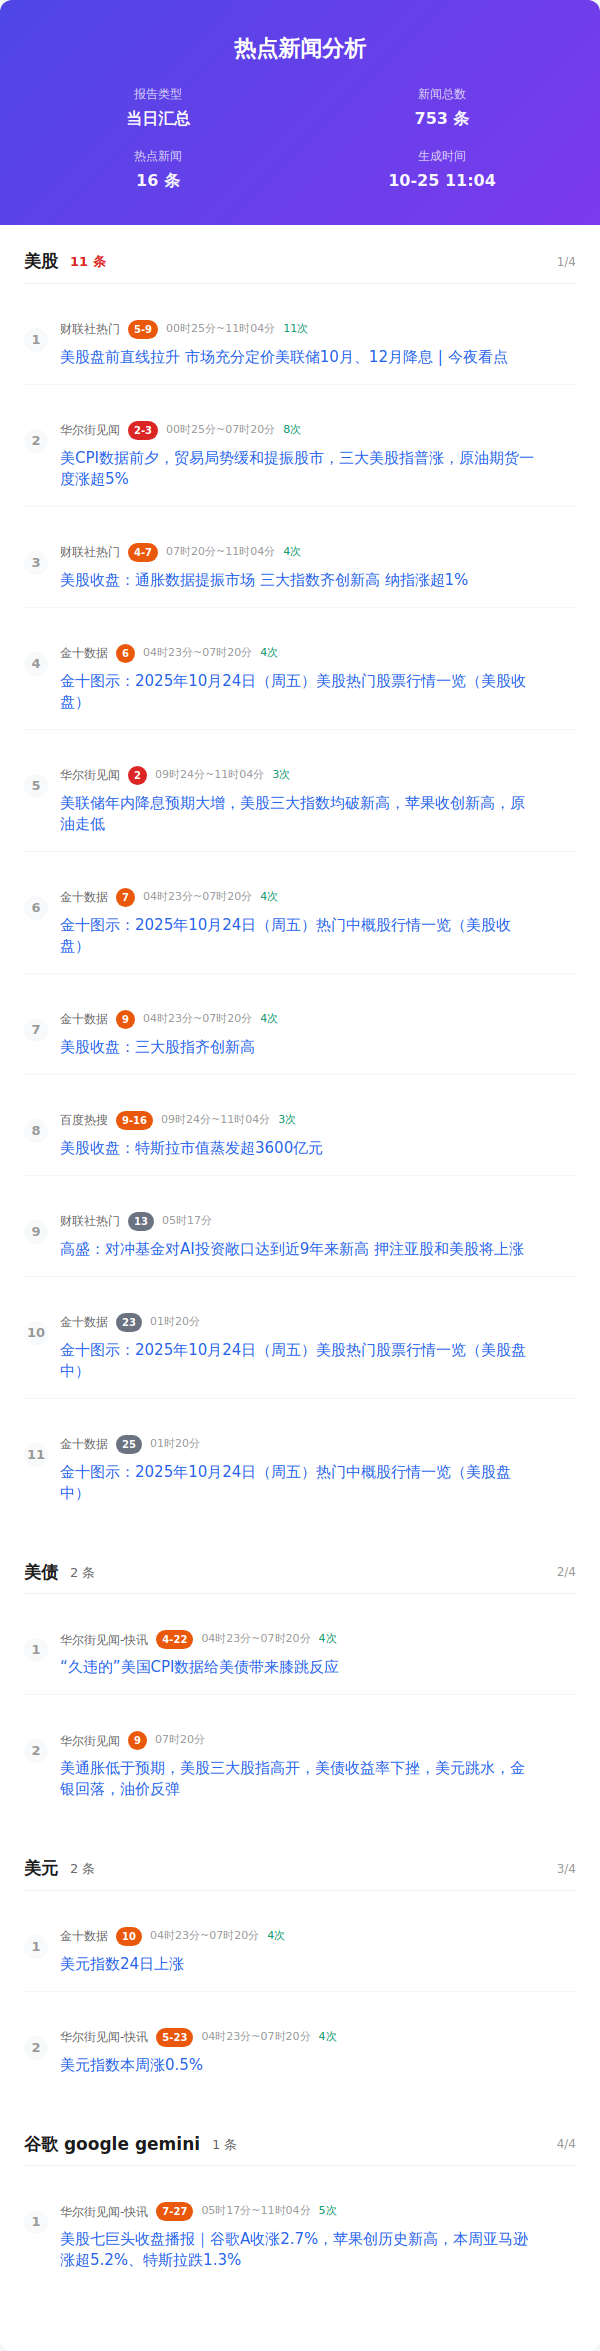 热点新闻分析
报告类型
新闻总数
当日汇总
753 条
热点新闻
生成时间
16 条
10-25 11:04
美股 11 条 1/4
1
财联社热门 5-9 00时25分~11时04分 11次
美股盘前直线拉升 市场充分定价美联储10月、12月降息 | 今夜看点
2
华尔街见闻 2-3 00时25分~07时20分 8次
美CPI数据前夕，贸易局势缓和提振股市，三大美股指普涨，原油期货一
度涨超5%
3
财联社热门 4-7 07时20分~11时04分 4次
美股收盘：通胀数据提振市场 三大指数齐创新高 纳指涨超1%
4
金十数据 6 04时23分~07时20分 4次
金十图示：2025年10月24日（周五）美股热门股票行情一览（美股收
盘）
5
华尔街见闻 2 09时24分~11时04分 3次
美联储年内降息预期大增，美股三大指数均破新高，苹果收创新高，原
油走低
6
金十数据 7 04时23分~07时20分 4次
金十图示：2025年10月24日（周五）热门中概股行情一览（美股收
盘）
7
金十数据 9 04时23分~07时20分 4次
美股收盘：三大股指齐创新高
8
百度热搜 9-16 09时24分~11时04分 3次
美股收盘：特斯拉市值蒸发超3600亿元
9
财联社热门 13 05时17分
高盛：对冲基金对AI投资敞口达到近9年来新高 押注亚股和美股将上涨
10
金十数据 23 01时20分
金十图示：2025年10月24日（周五）美股热门股票行情一览（美股盘
中）
11
金十数据 25 01时20分
金十图示：2025年10月24日（周五）热门中概股行情一览（美股盘
中）
美债 2 条 2/4
1
华尔街见闻-快讯 4-22 04时23分~07时20分 4次
“久违的”美国CPI数据给美债带来膝跳反应
2
华尔街见闻 9 07时20分
美通胀低于预期，美股三大股指高开，美债收益率下挫，美元跳水，金
银回落，油价反弹
美元 2 条 3/4
1
金十数据 10 04时23分~07时20分 4次
美元指数24日上涨
2
华尔街见闻-快讯 5-23 04时23分~07时20分 4次
美元指数本周涨0.5%
谷歌 google gemini 1 条 4/4
1
华尔街见闻-快讯 7-27 05时17分~11时04分 5次
美股七巨头收盘播报｜谷歌A收涨2.7%，苹果创历史新高，本周亚马逊
涨超5.2%、特斯拉跌1.3%